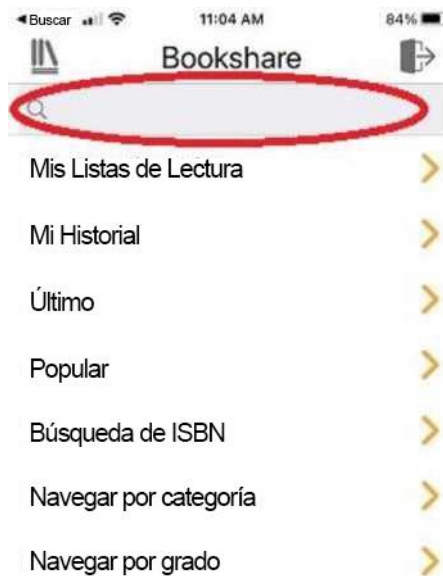 Buscar 11:04 AM 84%
Bookshare
Mis Listas de Lectura
Mi Historial
Último
Popular
Búsqueda de ISBN
Navegar por categoría
Navegar por grado